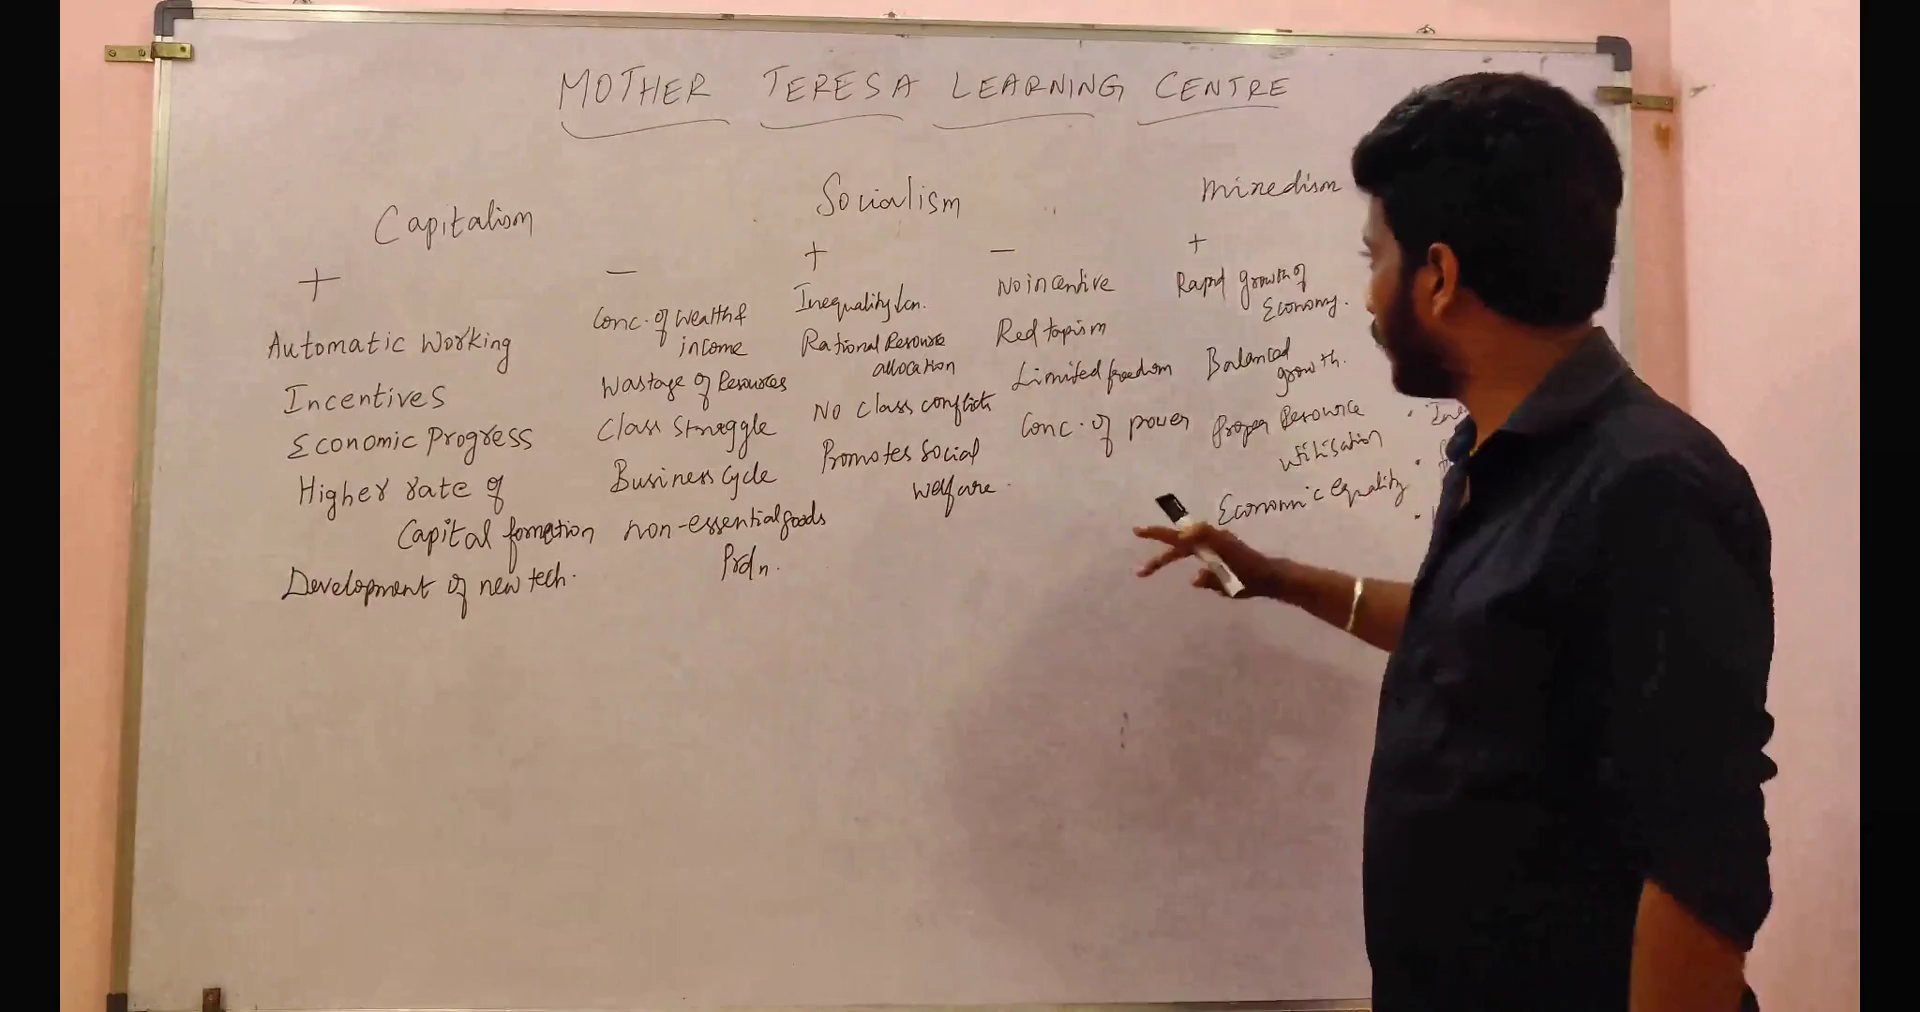 MOTHER TERESA LEARNING CENTRE
Capitalism
+
Automatic Working
Incentives
Economic Progress
Higher rate of
Capital formation
Development of new tech.
−
Conc. of wealth &
income
Wastage of Resources
Class Struggle
Business Cycle
non-essential goods
Prdn.
Socialism
+
Inequality
Rational Resource
allocation
No class conflict
Promotes Social
welfare.
−
No incentive
Red tapism
Limited freedom
Conc. of power
Mixedism
+
Rapid growth of
Economy.
Balanced
growth.
Proper Resource
utilisation
Economic equality